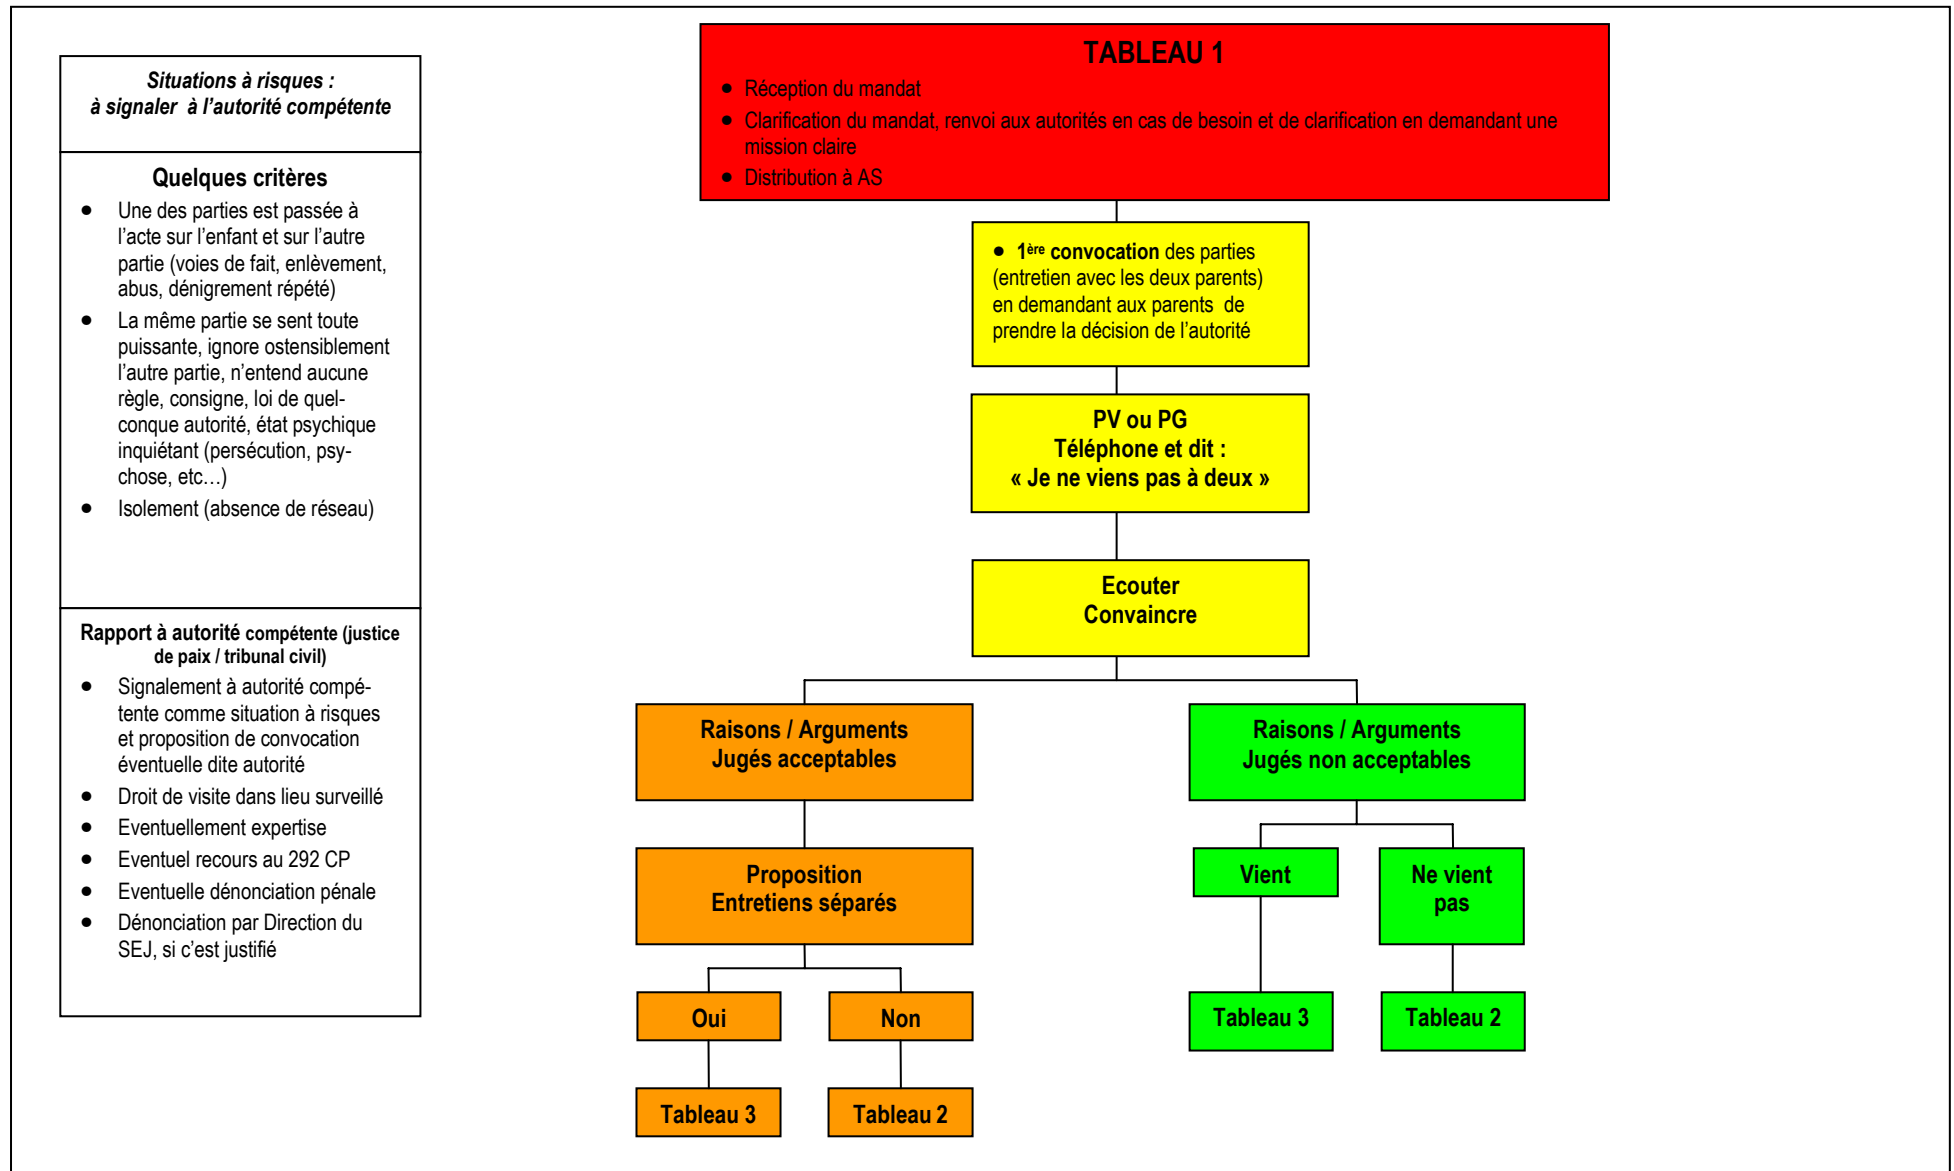 Situations à risques :
à signaler à l'autorité compétente
Quelques critères
• Une des parties est passée à
l'acte sur l'enfant et sur l'autre
partie (voies de fait, enlèvement,
abus, dénigrement répété)
• La même partie se sent toute
puissante, ignore ostensiblement
l'autre partie, n'entend aucune
règle, consigne, loi de quel-
conque autorité, état psychique
inquiétant (persécution, psy-
chose, etc…)
• Isolement (absence de réseau)
Rapport à autorité compétente (justice
de paix / tribunal civil)
• Signalement à autorité compé-
tente comme situation à risques
et proposition de convocation
éventuelle dite autorité
• Droit de visite dans lieu surveillé
• Eventuellement expertise
• Eventuel recours au 292 CP
• Eventuelle dénonciation pénale
• Dénonciation par Direction du
SEJ, si c'est justifié
TABLEAU 1
• Réception du mandat
• Clarification du mandat, renvoi aux autorités en cas de besoin et de clarification en demandant une
mission claire
• Distribution à AS
• 1ère convocation des parties
(entretien avec les deux parents)
en demandant aux parents de
prendre la décision de l'autorité
PV ou PG
Téléphone et dit :
« Je ne viens pas à deux »
Ecouter
Convaincre
Raisons / Arguments
Jugés acceptables
Raisons / Arguments
Jugés non acceptables
Proposition
Entretiens séparés
Vient
Ne vient
pas
Oui
Non
Tableau 3
Tableau 2
Tableau 3
Tableau 2